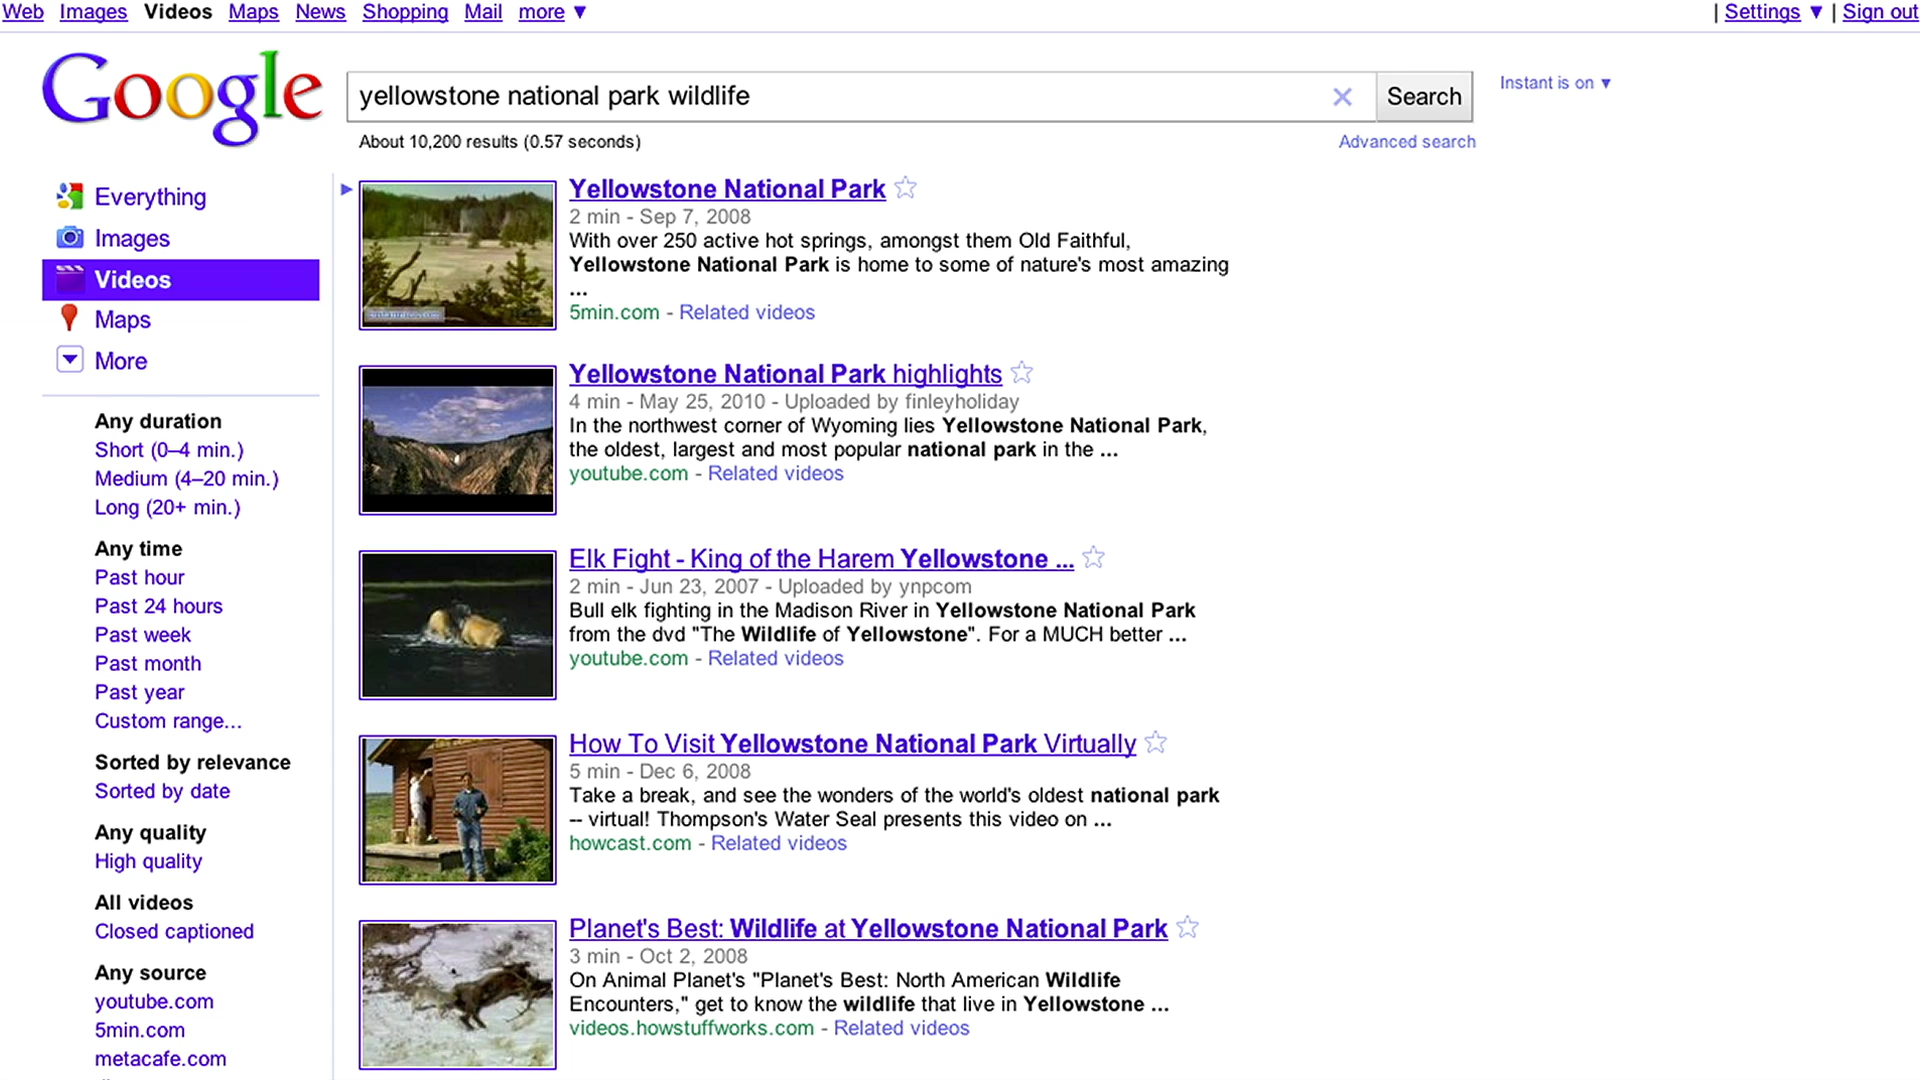 Web Images Videos Maps News Shopping Mail more ▼ | Settings ▼ | Sign out
Google
yellowstone national park wildlife
Search
Instant is on ▼
About 10,200 results (0.57 seconds)
Advanced search
Everything
Images
Videos
Maps
More
Any duration
Short (0–4 min.)
Medium (4–20 min.)
Long (20+ min.)
Any time
Past hour
Past 24 hours
Past week
Past month
Past year
Custom range...
Sorted by relevance
Sorted by date
Any quality
High quality
All videos
Closed captioned
Any source
youtube.com
5min.com
metacafe.com
Yellowstone National Park
2 min - Sep 7, 2008
With over 250 active hot springs, amongst them Old Faithful,
Yellowstone National Park is home to some of nature's most amazing
...
5min.com - Related videos
Yellowstone National Park highlights
4 min - May 25, 2010 - Uploaded by finleyholiday
In the northwest corner of Wyoming lies Yellowstone National Park,
the oldest, largest and most popular national park in the ...
youtube.com - Related videos
Elk Fight - King of the Harem Yellowstone ...
2 min - Jun 23, 2007 - Uploaded by ynpcom
Bull elk fighting in the Madison River in Yellowstone National Park
from the dvd "The Wildlife of Yellowstone". For a MUCH better ...
youtube.com - Related videos
How To Visit Yellowstone National Park Virtually
5 min - Dec 6, 2008
Take a break, and see the wonders of the world's oldest national park
-- virtual! Thompson's Water Seal presents this video on ...
howcast.com - Related videos
Planet's Best: Wildlife at Yellowstone National Park
3 min - Oct 2, 2008
On Animal Planet's "Planet's Best: North American Wildlife
Encounters," get to know the wildlife that live in Yellowstone ...
videos.howstuffworks.com - Related videos